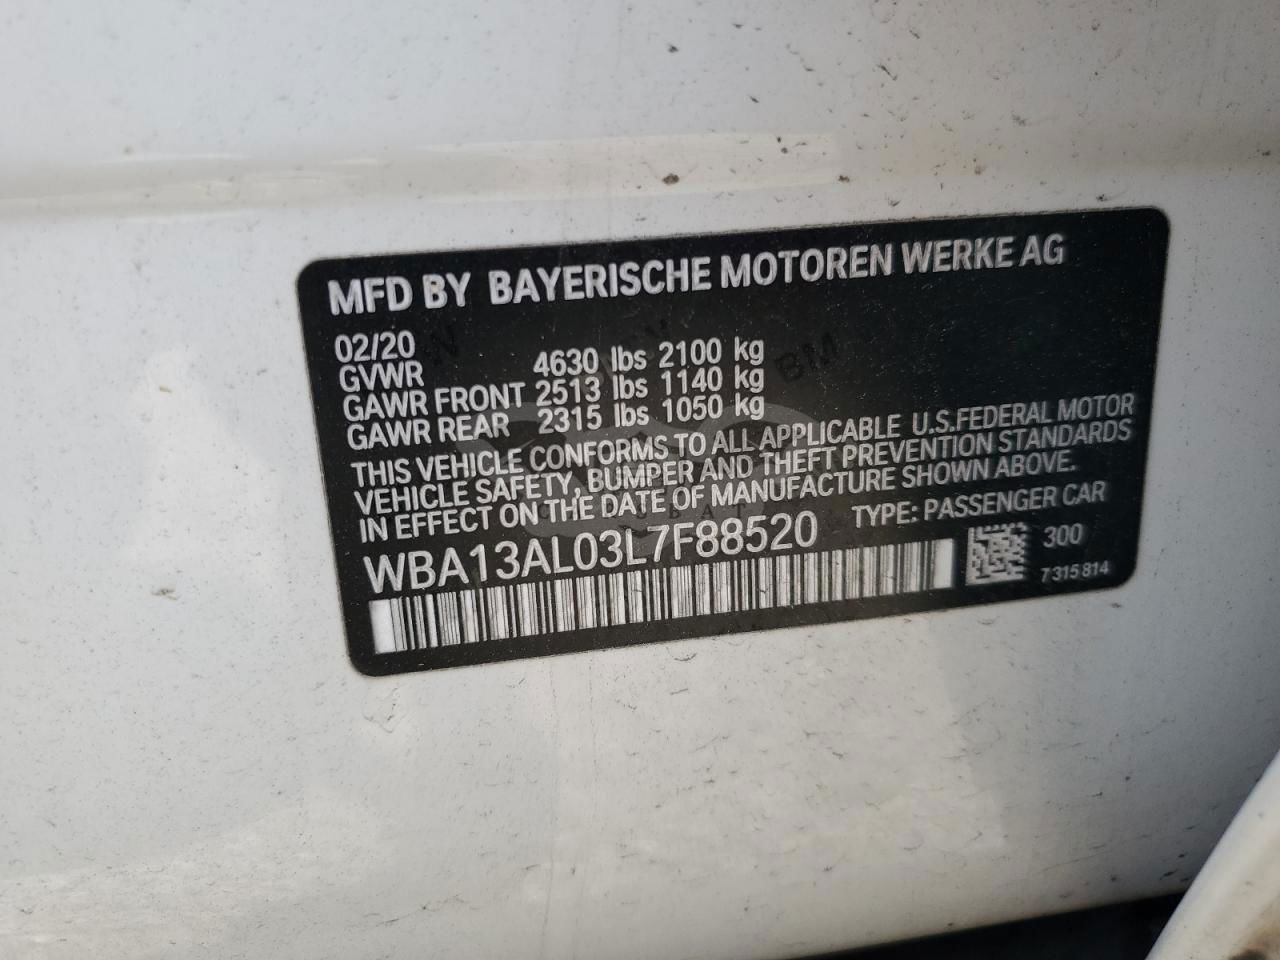 MFD BY BAYERISCHE MOTOREN WERKE AG
02/20
GVWR 4630 lbs 2100 kg
GAWR FRONT 2513 lbs 1140 kg
GAWR REAR 2315 lbs 1050 kg
THIS VEHICLE CONFORMS TO ALL APPLICABLE U.S.FEDERAL MOTOR
VEHICLE SAFETY, BUMPER AND THEFT PREVENTION STANDARDS
IN EFFECT ON THE DATE OF MANUFACTURE SHOWN ABOVE.
WBA13AL03L7F88520 TYPE: PASSENGER CAR
300
7315814